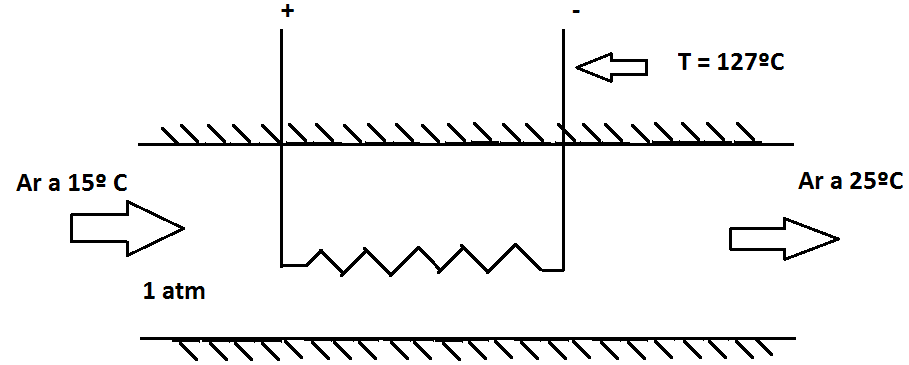 + -
T = 127ºC
Ar a 15º C
Ar a 25ºC
1 atm